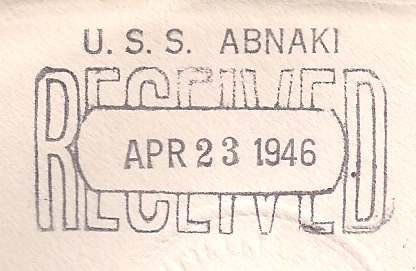 U. S. S. ABNAKI
RECEIVED
APR 23 1946